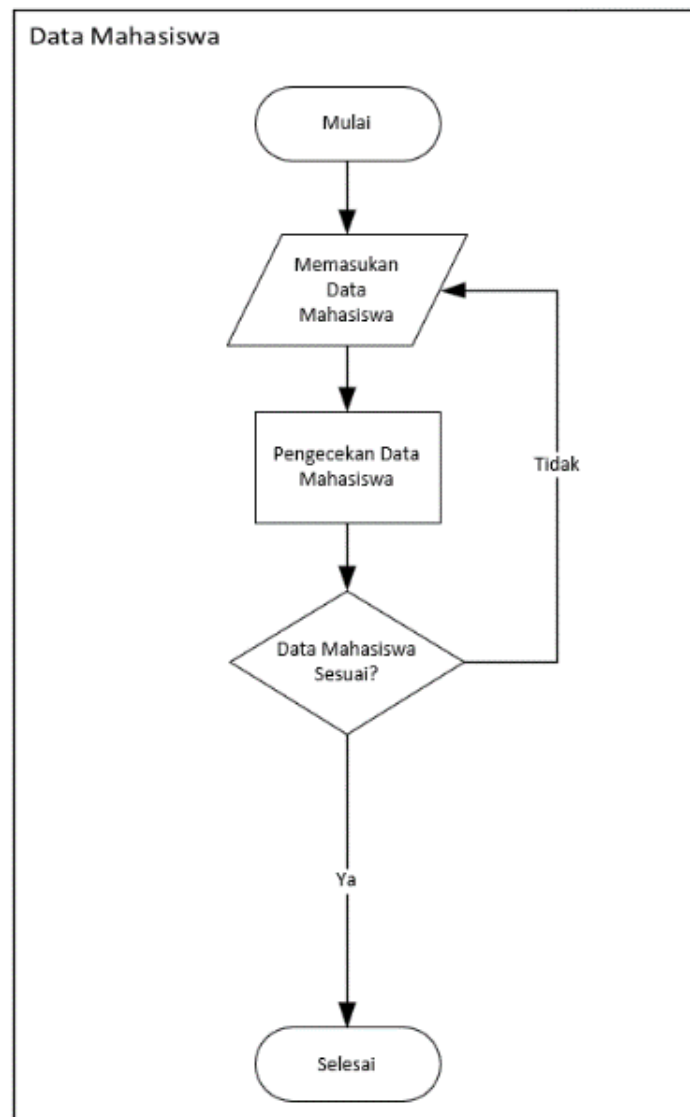 Data Mahasiswa
Mulai
Memasukan
Data
Mahasiswa
Pengecekan Data
Mahasiswa
Tidak
Data Mahasiswa
Sesuai?
Ya
Selesai